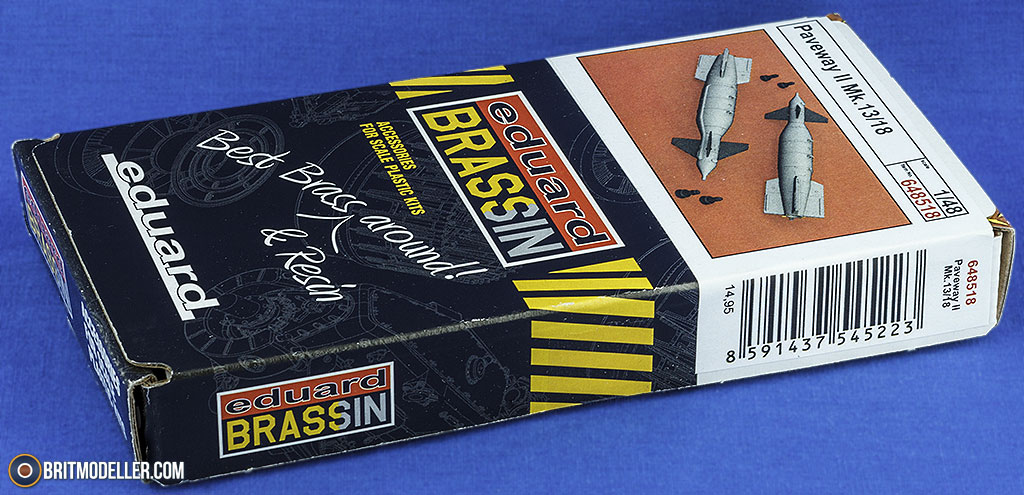 Paveway II Mk.13/18
1/48
648518
648518
Paveway II
Mk.13/18
14,95
8 591437 545223
eduard
BRASSIN
ACCESSORIES
FOR SCALE PLASTIC KITS
Best Brass around!!
& Resin
eduard
eduard
BRASSIN
BRITMODELLER.COM